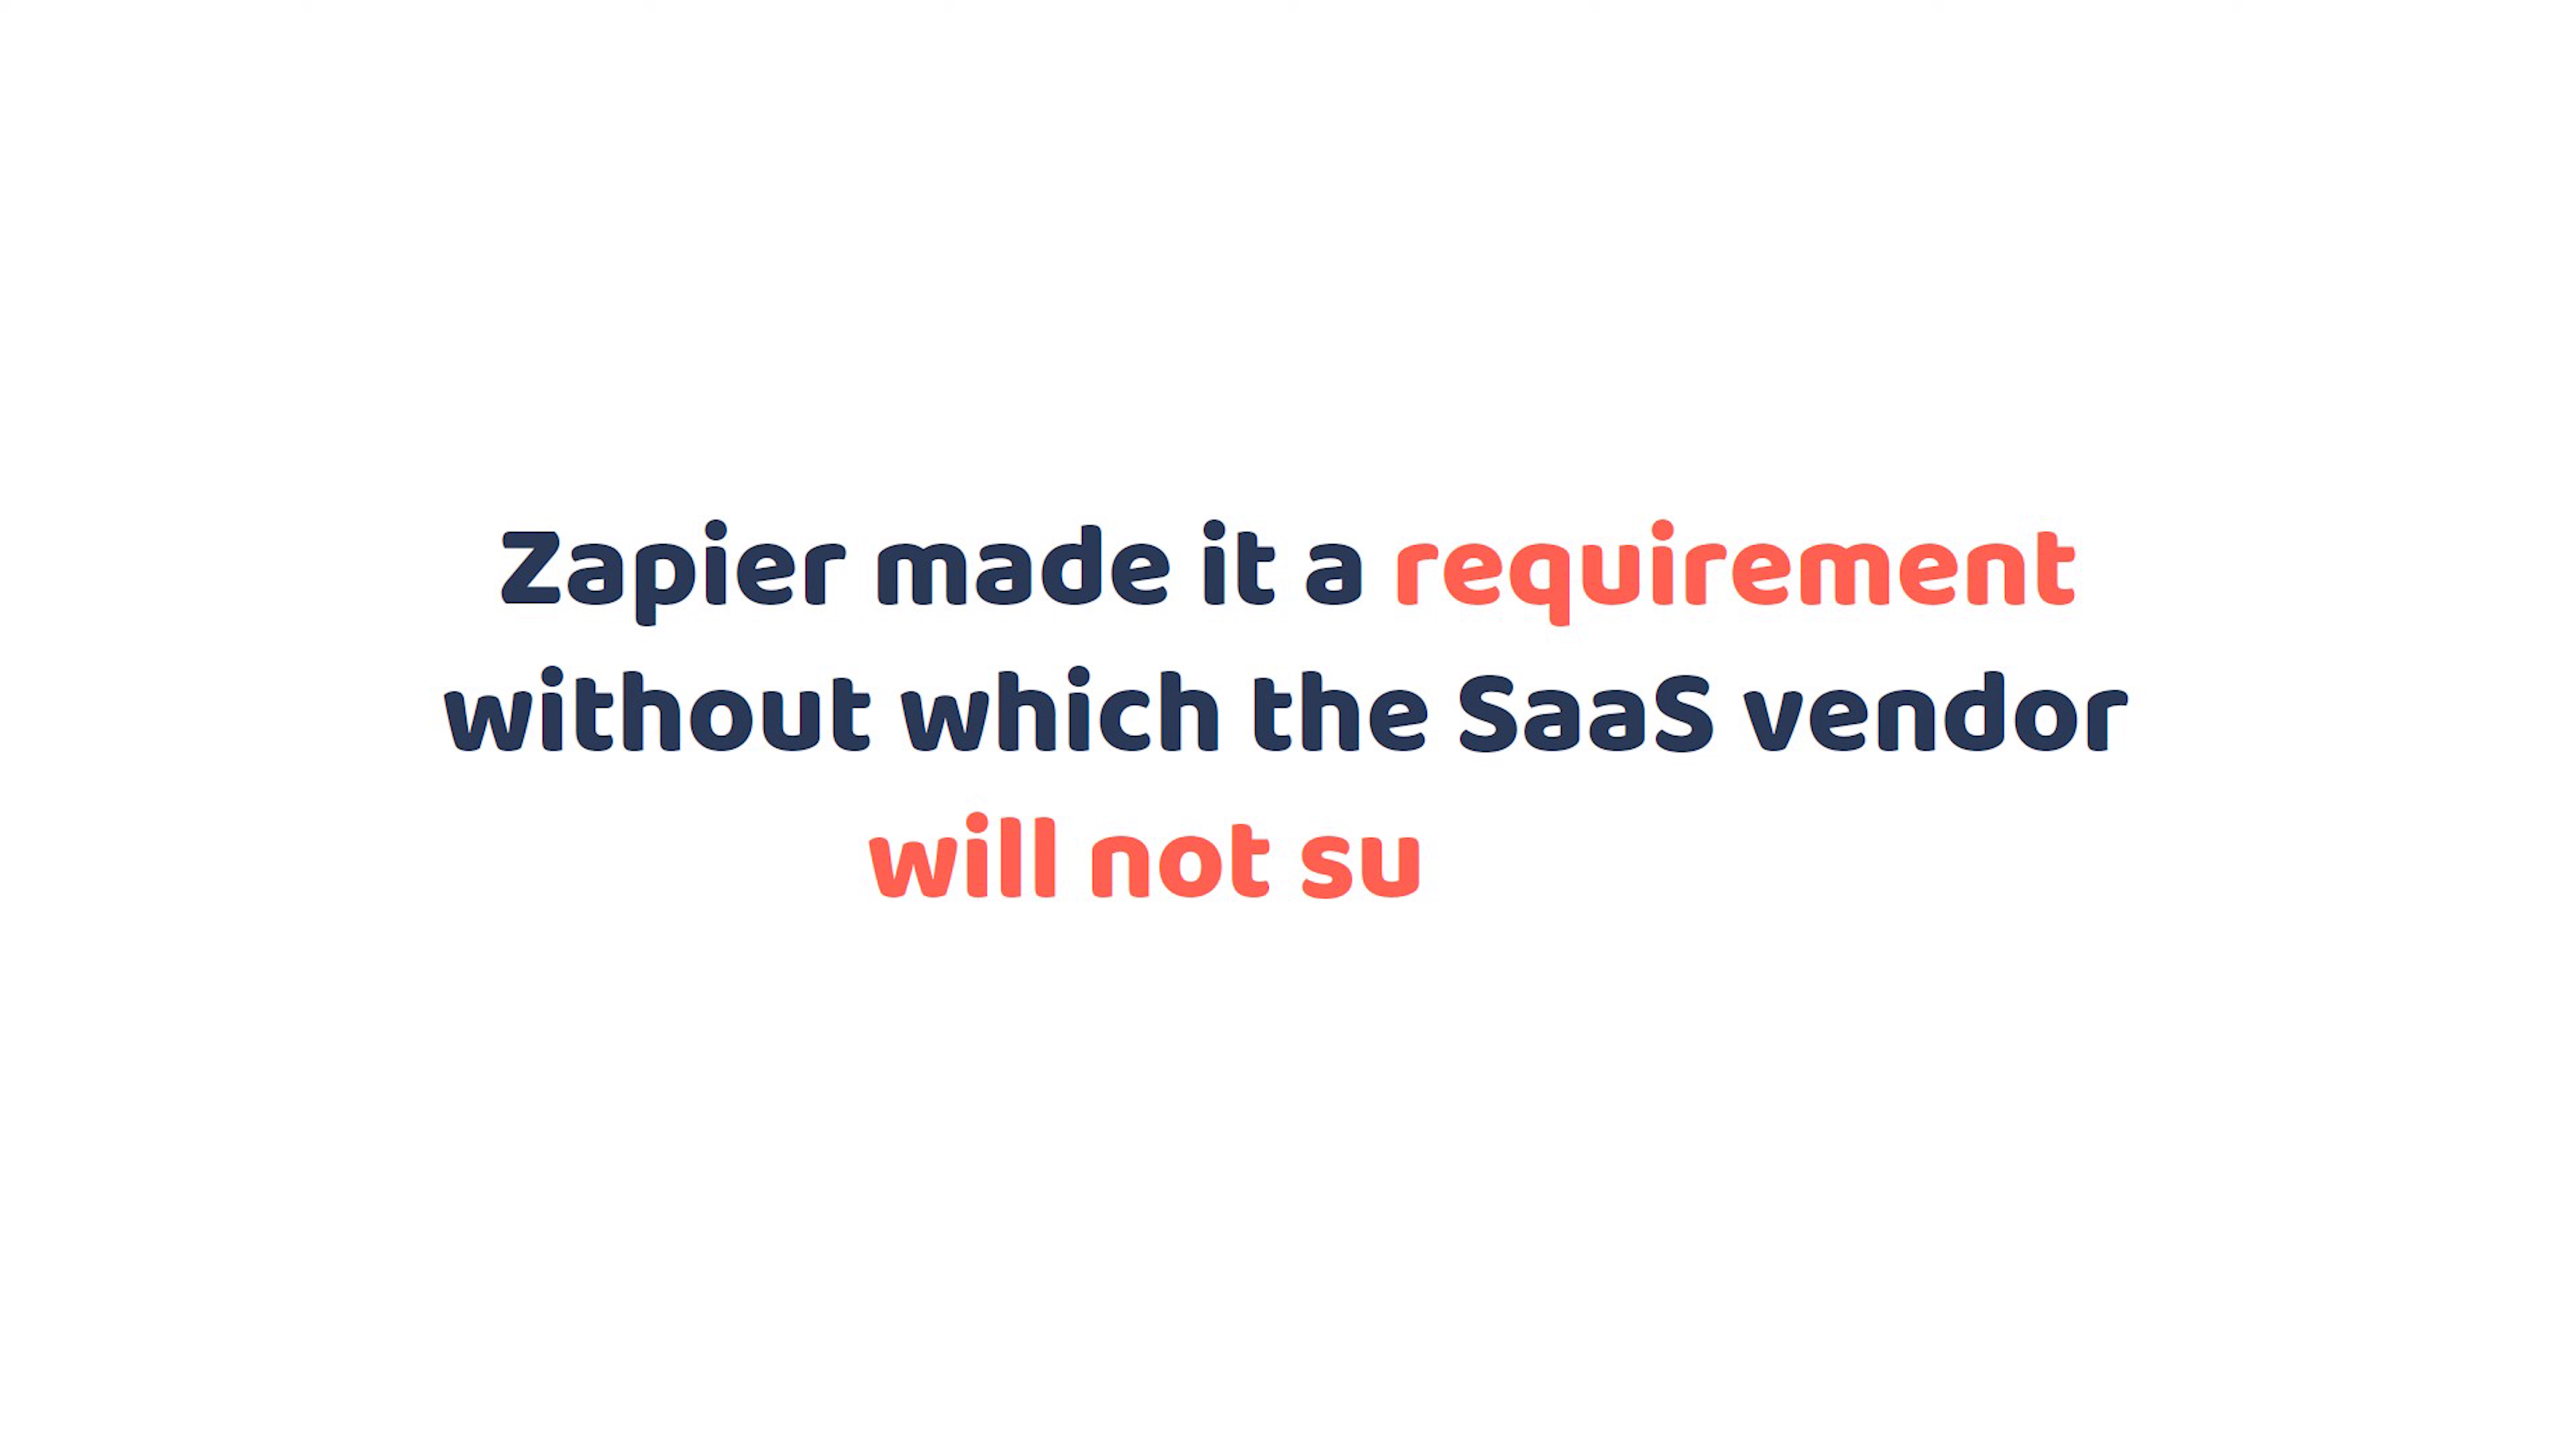 Zapier made it a requirement
without which the SaaS vendor
will not su